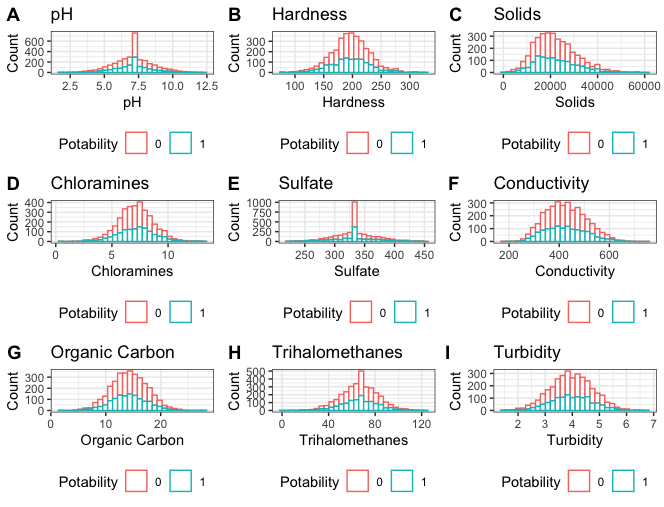 A pH B Hardness C Solids
Count 600 400 200 0 Count 300 200 100 0 Count 300 200 100 0
2.5 5.0 7.5 10.0 12.5 100 150 200 250 300 0 20000 40000 60000
pH Hardness Solids
Potability 0 1 Potability 0 1 Potability 0 1
D Chloramines E Sulfate F Conductivity
Count 400 300 200 100 0 Count 1000 750 500 250 0 Count 300 200 100 0
0 5 10 250 300 350 400 450 200 400 600
Chloramines Sulfate Conductivity
Potability 0 1 Potability 0 1 Potability 0 1
G Organic Carbon H Trihalomethanes I Turbidity
Count 300 200 100 0 Count 500 400 300 200 100 0 Count 300 200 100 0
0 10 20 0 40 80 120 2 3 4 5 6 7
Organic Carbon Trihalomethanes Turbidity
Potability 0 1 Potability 0 1 Potability 0 1